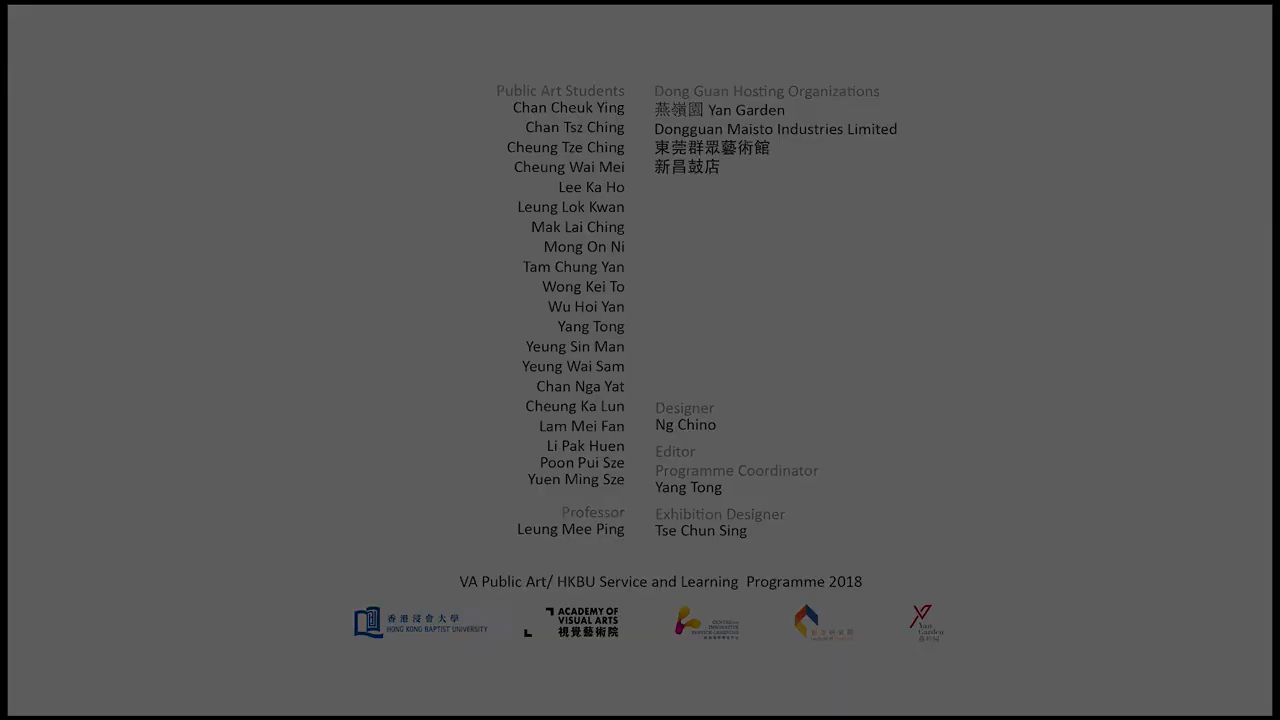 Public Art Students
Chan Cheuk Ying
Chan Tsz Ching
Cheung Tze Ching
Cheung Wai Mei
Lee Ka Ho
Leung Lok Kwan
Mak Lai Ching
Mong On Ni
Tam Chung Yan
Wong Kei To
Wu Hoi Yan
Yang Tong
Yeung Sin Man
Yeung Wai Sam
Chan Nga Yat
Cheung Ka Lun
Lam Mei Fan
Li Pak Huen
Poon Pui Sze
Yuen Ming Sze
Professor
Leung Mee Ping
Dong Guan Hosting Organizations
燕嶺園 Yan Garden
Dongguan Maisto Industries Limited
東莞群眾藝術館
新昌鼓店
Designer
Ng Chino
Editor
Programme Coordinator
Yang Tong
Exhibition Designer
Tse Chun Sing
VA Public Art/ HKBU Service and Learning  Programme 2018
香港浸會大學
HONG KONG BAPTIST UNIVERSITY
ACADEMY OF
VISUAL ARTS
視覺藝術院
Yan
Garden